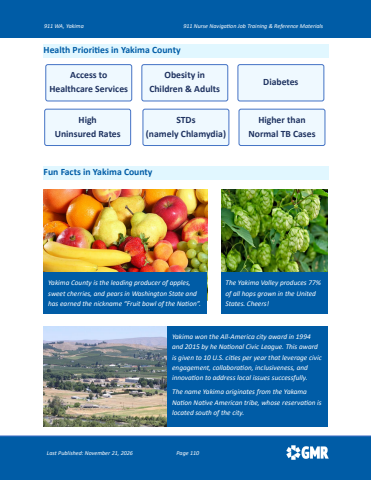 911 WA, Yakima
911 Nurse Navigation Job Training & Reference Materials
Health Priorities in Yakima County
Access to
Healthcare Services
Obesity in
Children & Adults
Diabetes
High
Uninsured Rates
STDs
(namely Chlamydia)
Higher than
Normal TB Cases
Fun Facts in Yakima County
Yakima County is the leading producer of apples,
sweet cherries, and pears in Washington State and
has earned the nickname "Fruit bowl of the Nation".
The Yakima Valley produces 77%
of all hops grown in the United
States. Cheers!
Yakima won the All-America city award in 1994
and 2015 by he National Civic League. This award
is given to 10 U.S. cities per year that leverage civic
engagement, collaboration, inclusiveness, and
innovation to address local issues successfully.
The name Yakima originates from the Yakama
Nation Native American tribe, whose reservation is
located south of the city.
Last Published: November 21, 2026
Page 110
GMR